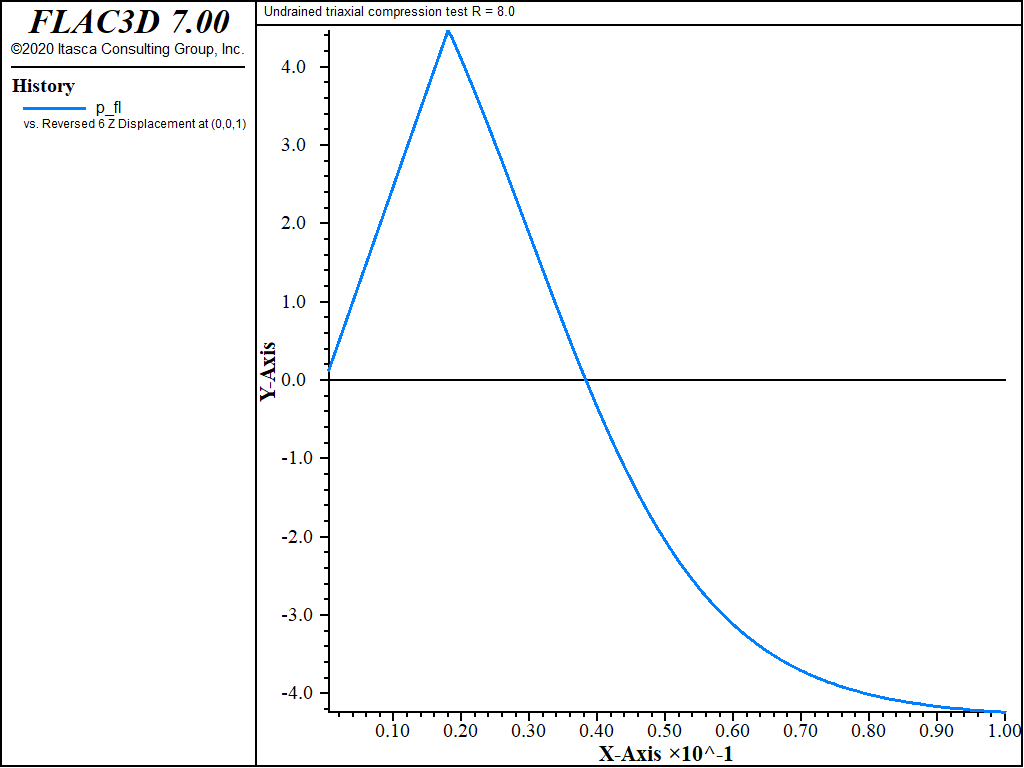 FLAC3D 7.00
©2020 Itasca Consulting Group, Inc.
History
p_fl
vs. Reversed 6 Z Displacement at (0,0,1)
Undrained triaxial compression test R = 8.0
Y-Axis
4.0
3.0
2.0
1.0
0.0
-1.0
-2.0
-3.0
-4.0
0.10 0.20 0.30 0.40 0.50 0.60 0.70 0.80 0.90 1.00
X-Axis ×10^-1